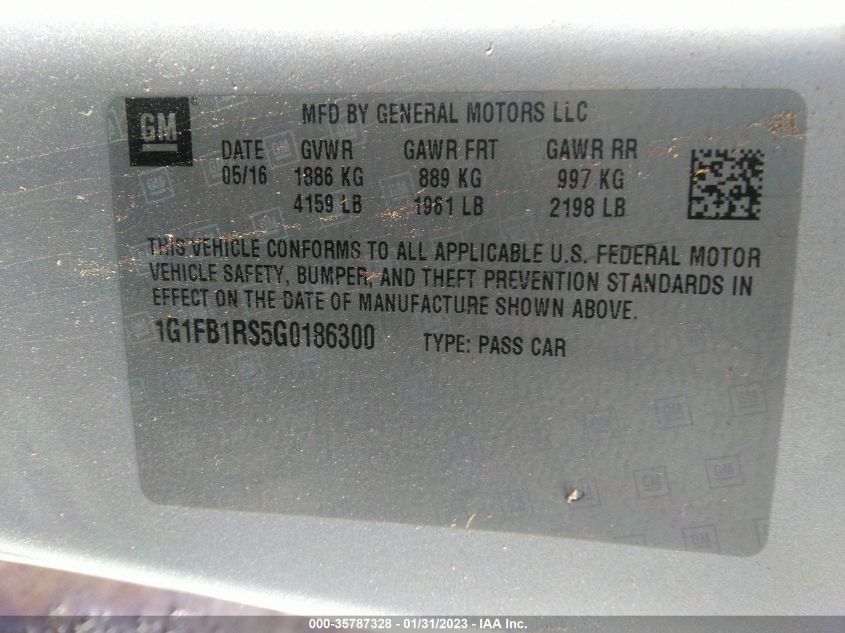 GM
MFD BY GENERAL MOTORS LLC
DATE GVWR GAWR FRT GAWR RR
05/16 1886 KG 889 KG 997 KG
4159 LB 1961 LB 2198 LB
THIS VEHICLE CONFORMS TO ALL APPLICABLE U.S. FEDERAL MOTOR
VEHICLE SAFETY, BUMPER, AND THEFT PREVENTION STANDARDS IN
EFFECT ON THE DATE OF MANUFACTURE SHOWN ABOVE.
1G1FB1RS5G0186300 TYPE: PASS CAR
000-35787328 - 01/31/2023 - IAA Inc.